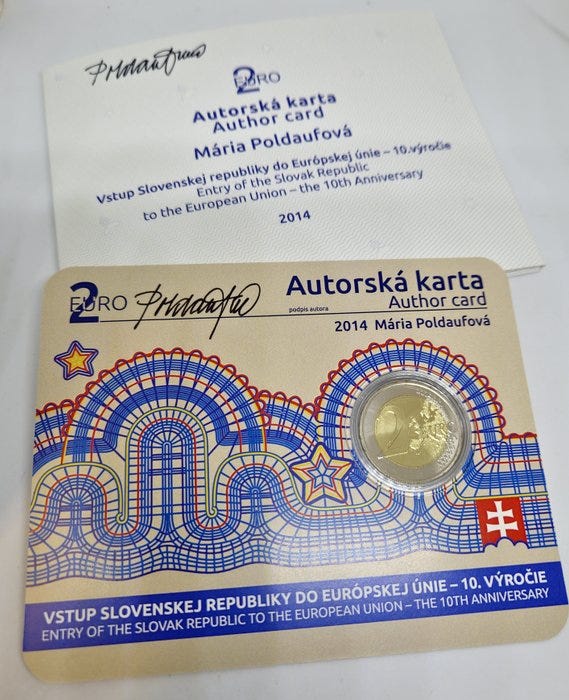 2
EURO
Autorská karta
Author card
Mária Poldaufová
Vstup Slovenskej republiky do Európskej únie – 10.výročie
Entry of the Slovak Republic
to the European Union – the 10th Anniversary
2014
2
EURO
podpis autora
Autorská karta
Author card
2014 Mária Poldaufová
2
VSTUP SLOVENSKEJ REPUBLIKY DO EURÓPSKEJ ÚNIE – 10. VÝROČIE
ENTRY OF THE SLOVAK REPUBLIC TO THE EUROPEAN UNION – THE 10TH ANNIVERSARY